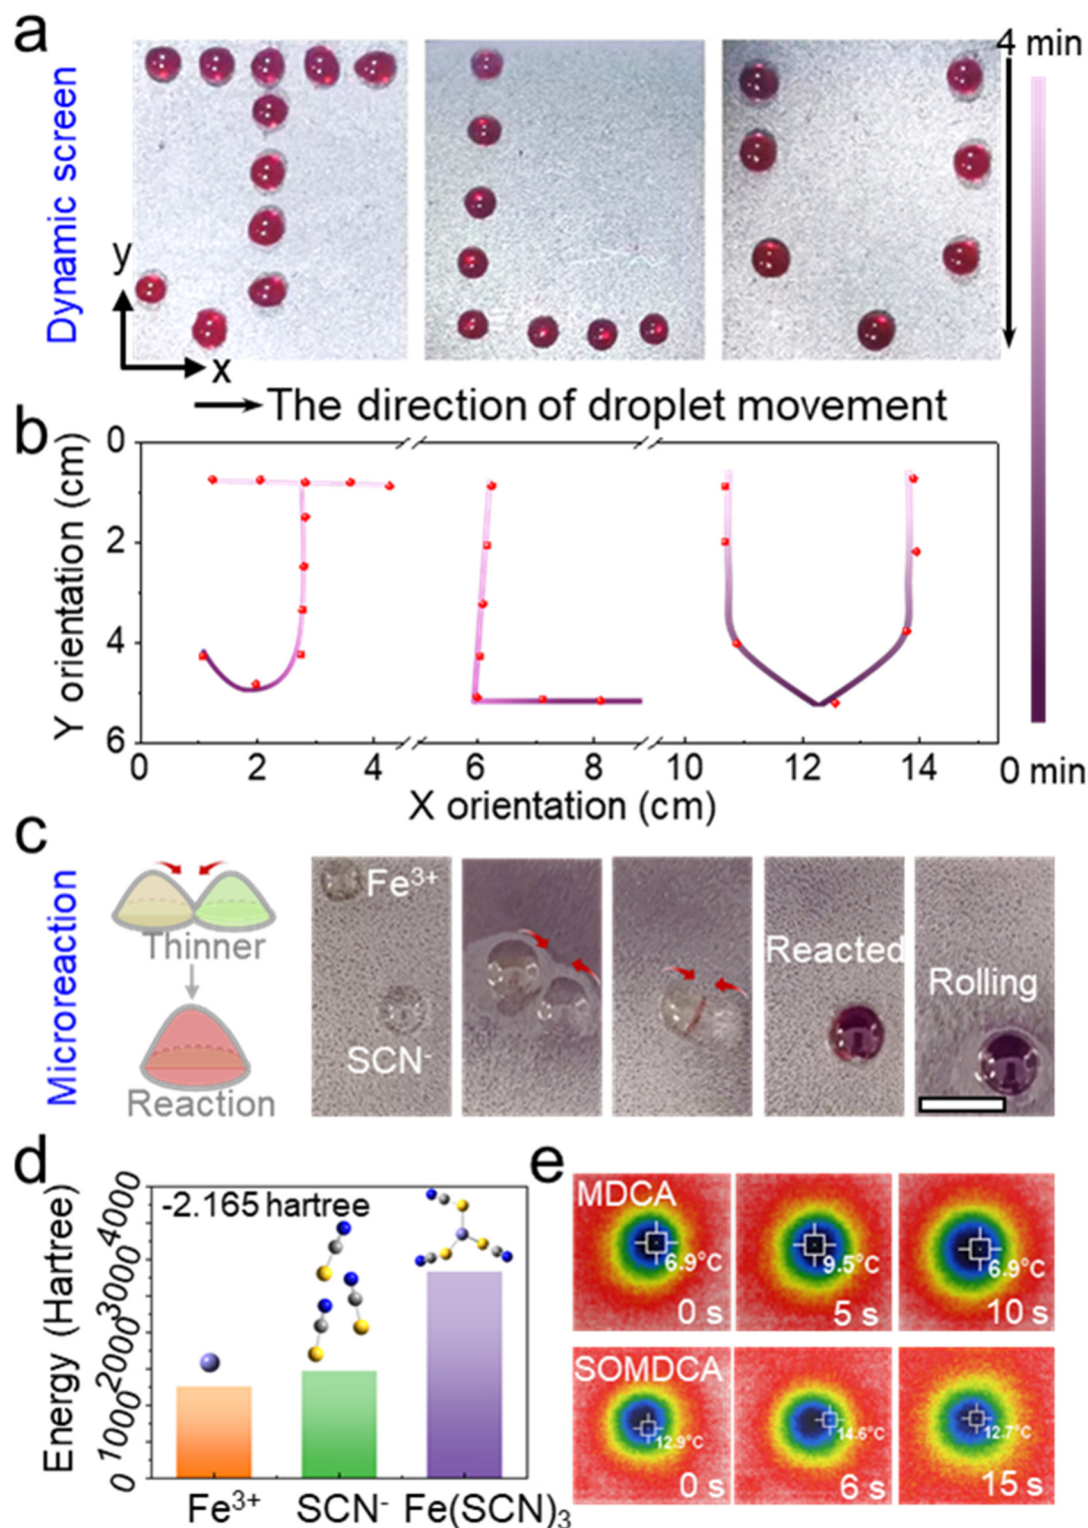 a
Dynamic screen
y
x
4 min
The direction of droplet movement
b
Y orientation (cm)
0
2
4
6
0 2 4 6 8 10 12 14
X orientation (cm)
0 min
c
Microreaction
Thinner
Reaction
Fe³⁺
SCN⁻
Reacted
Rolling
d
Energy (Hartree)
4000
3000
2000
1000
0
-2.165 hartree
Fe³⁺ SCN⁻ Fe(SCN)₃
e
MDCA
6.9°C
0 s
9.5°C
5 s
6.9°C
10 s
SOMDCA
12.9°C
0 s
14.6°C
6 s
12.7°C
15 s